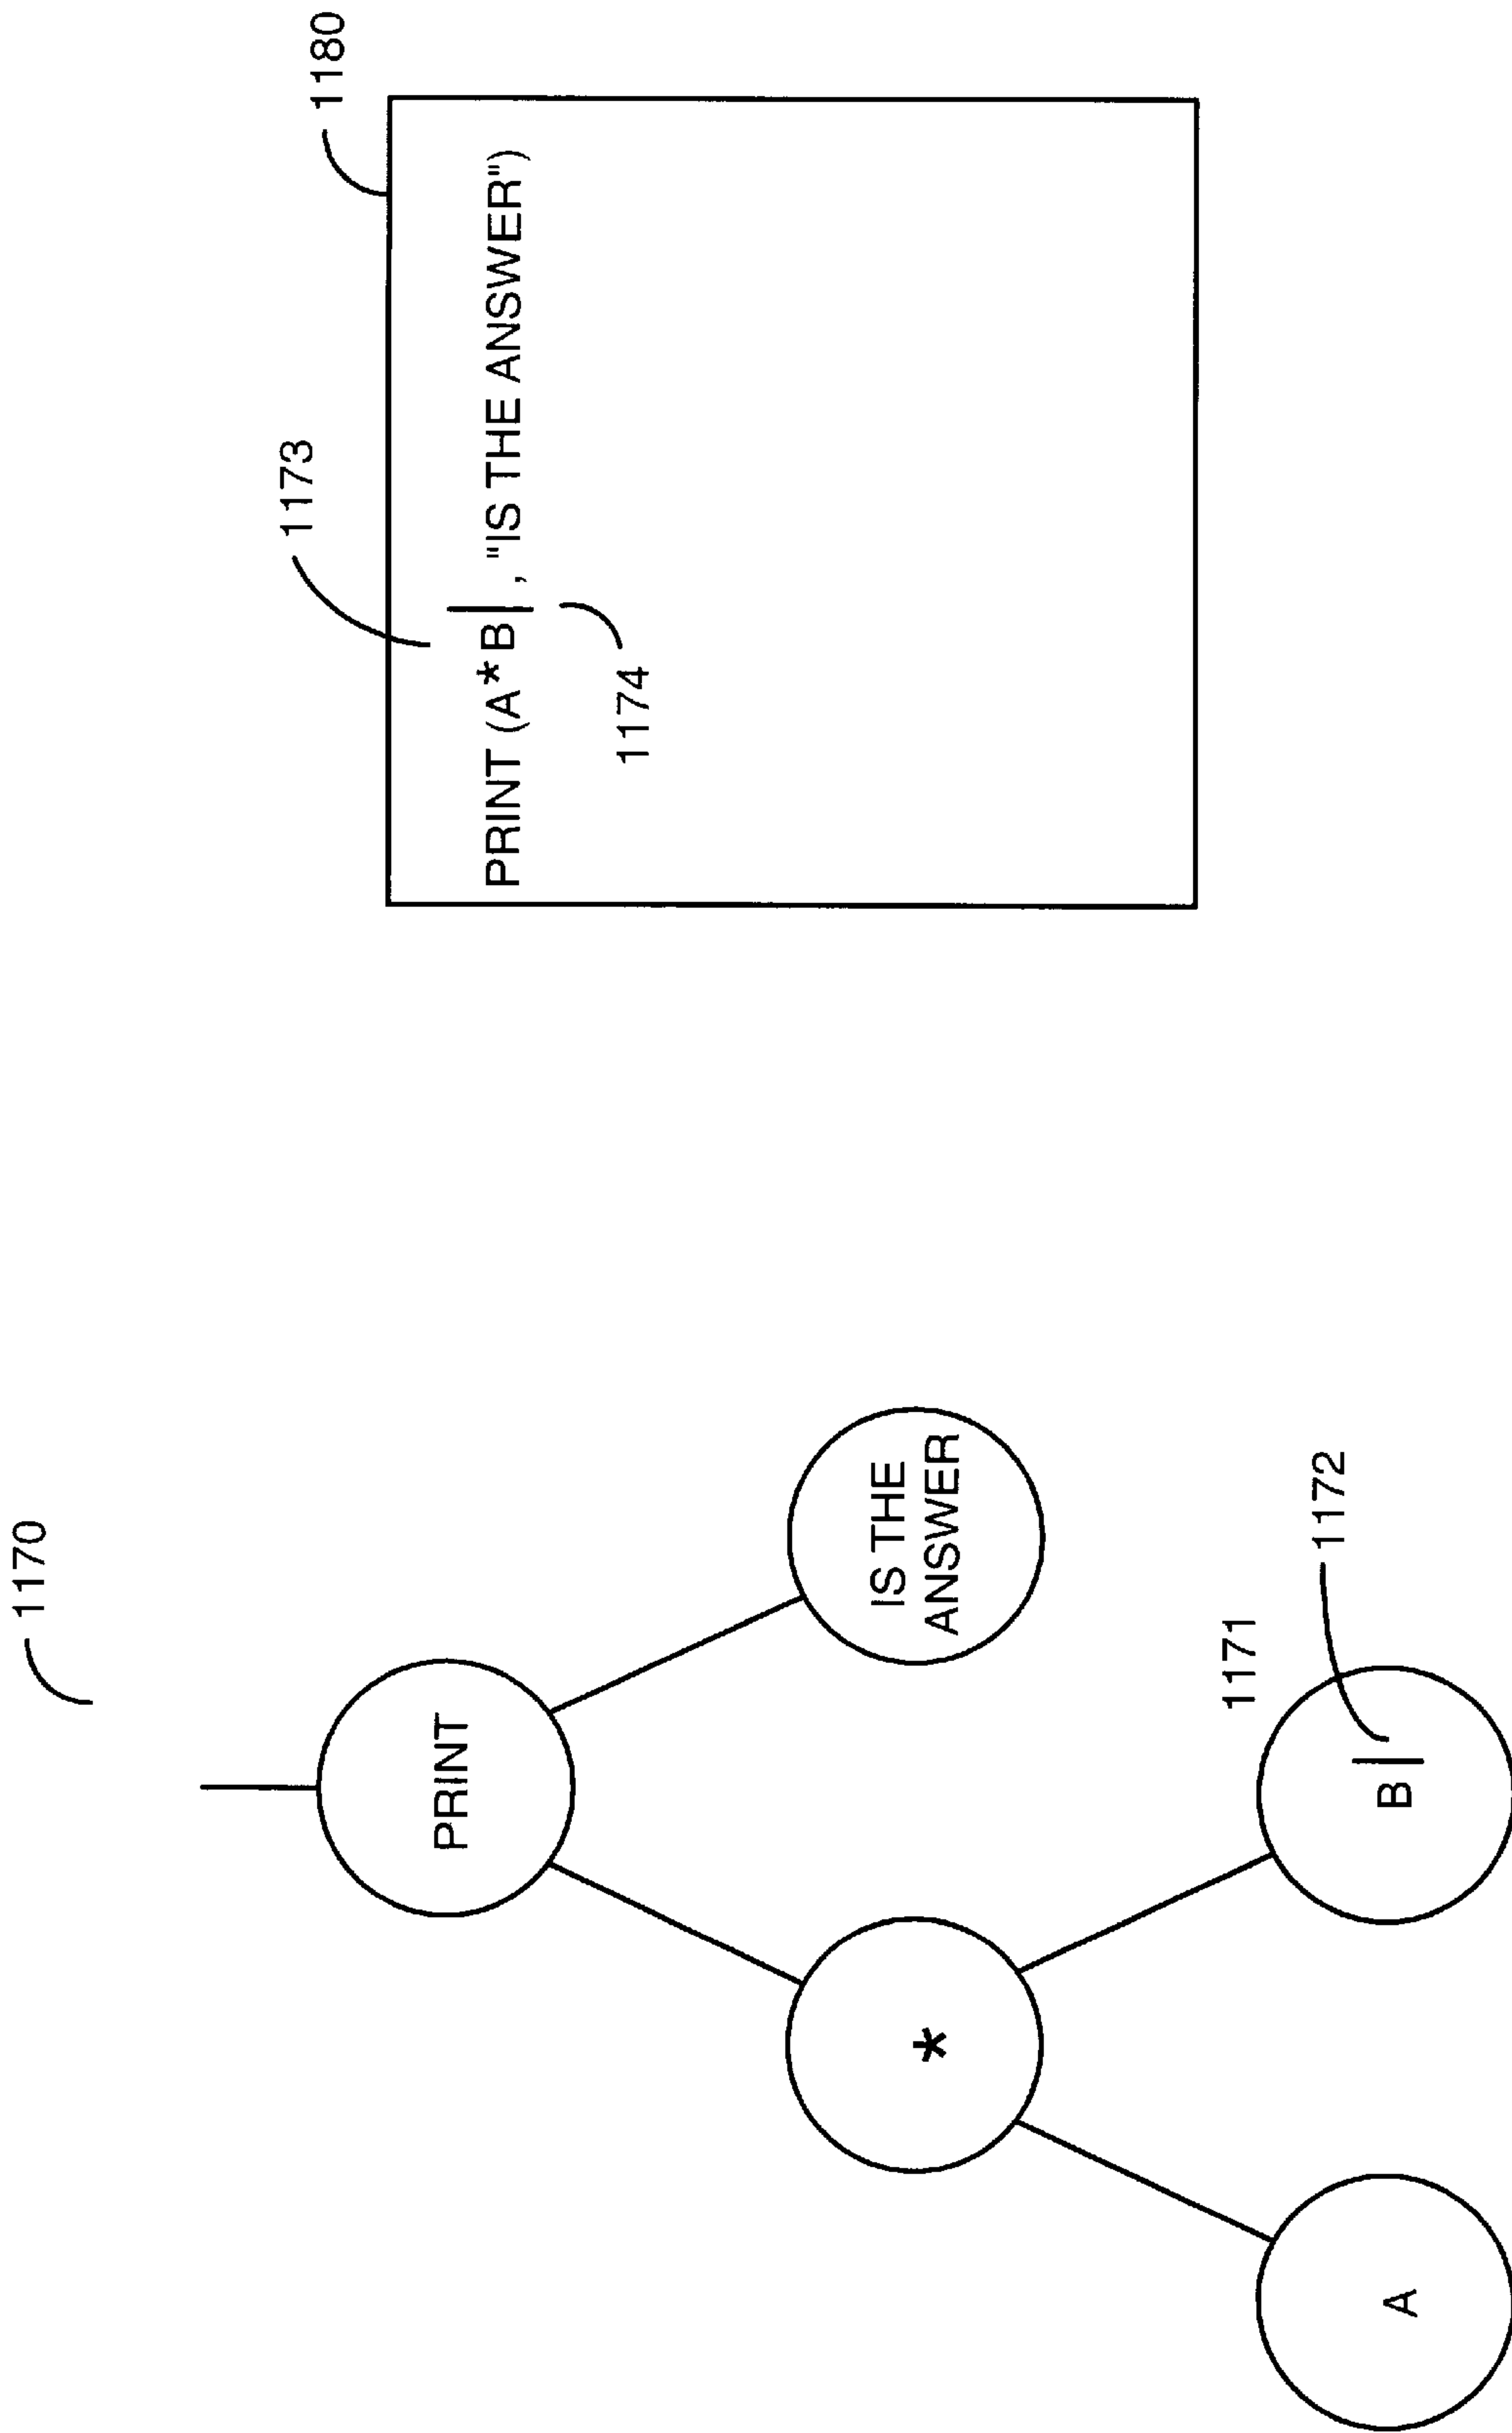 1170
PRINT
IS THE
ANSWER
*
1171
1172
A
B|
1180
1173
PRINT (A*B|, "IS THE ANSWER")
1174